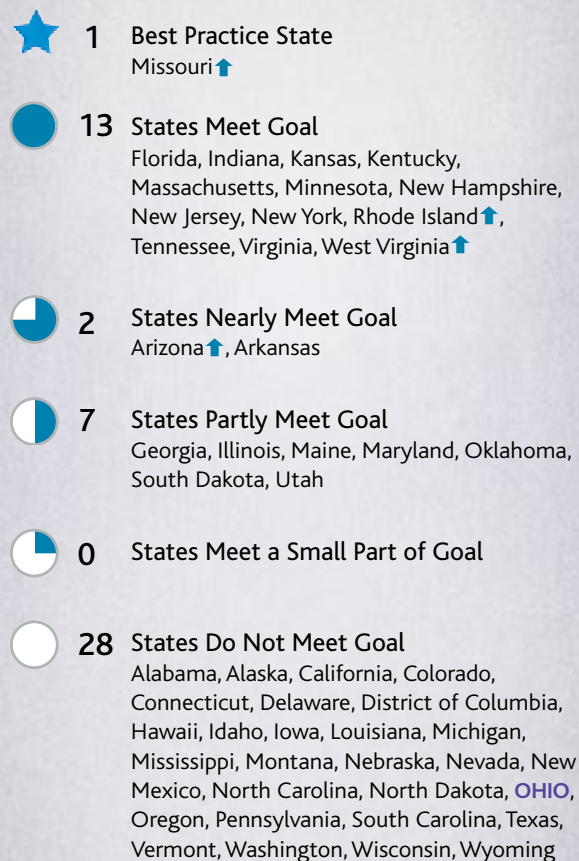 1 Best Practice State
Missouri⬆
13 States Meet Goal
Florida, Indiana, Kansas, Kentucky,
Massachusetts, Minnesota, New Hampshire,
New Jersey, New York, Rhode Island⬆,
Tennessee, Virginia, West Virginia⬆
2 States Nearly Meet Goal
Arizona⬆, Arkansas
7 States Partly Meet Goal
Georgia, Illinois, Maine, Maryland, Oklahoma,
South Dakota, Utah
0 States Meet a Small Part of Goal
28 States Do Not Meet Goal
Alabama, Alaska, California, Colorado,
Connecticut, Delaware, District of Columbia,
Hawaii, Idaho, Iowa, Louisiana, Michigan,
Mississippi, Montana, Nebraska, Nevada, New
Mexico, North Carolina, North Dakota, OHIO,
Oregon, Pennsylvania, South Carolina, Texas,
Vermont, Washington, Wisconsin, Wyoming